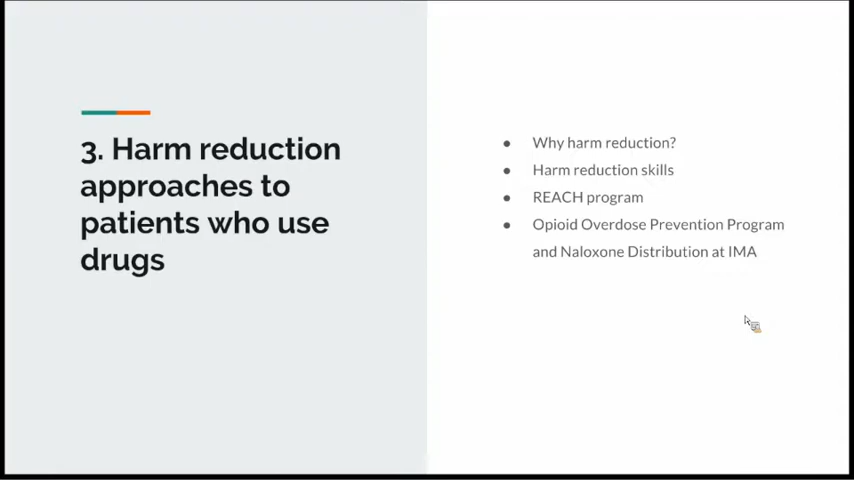 3. Harm reduction
approaches to
patients who use
drugs
● Why harm reduction?
● Harm reduction skills
● REACH program
● Opioid Overdose Prevention Program
and Naloxone Distribution at IMA